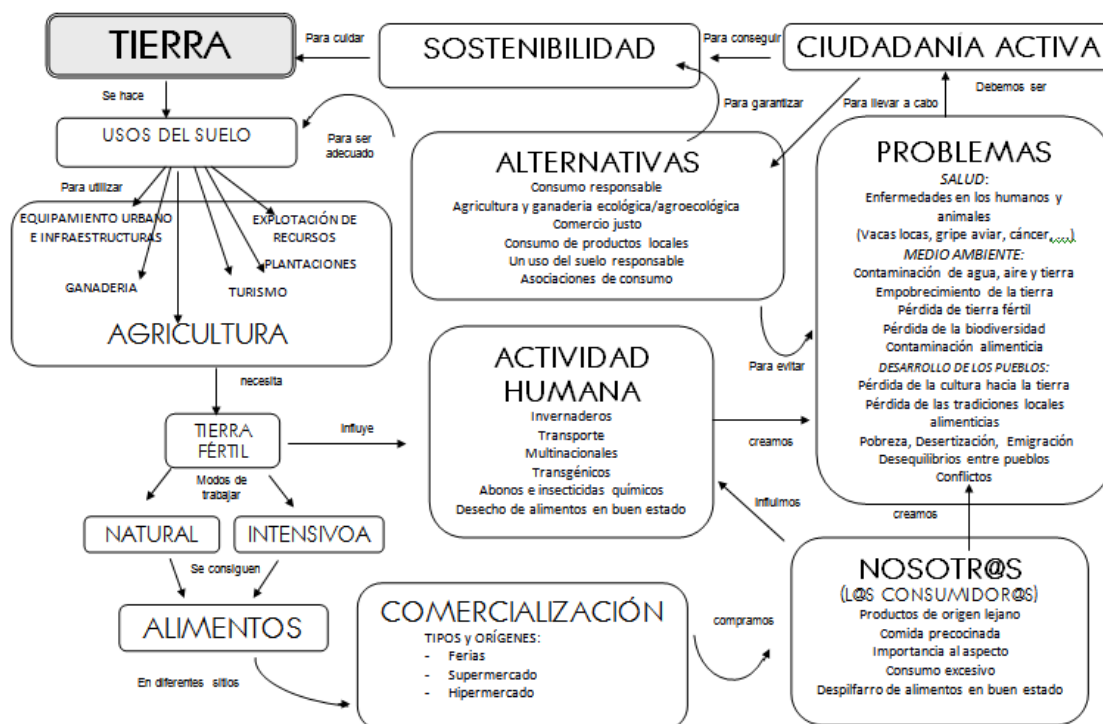 TIERRA
Para cuidar
SOSTENIBILIDAD
Para conseguir
CIUDADANÍA ACTIVA
Se hace
Para garantizar
Para llevar a cabo
Debemos ser
USOS DEL SUELO
Para ser
adecuado
Para utilizar
EQUIPAMIENTO URBANO
E INFRAESTRUCTURAS
EXPLOTACIÓN DE
RECURSOS
PLANTACIONES
GANADERIA
TURISMO
AGRICULTURA
ALTERNATIVAS
Consumo responsable
Agricultura y ganadería ecológica/agroecológica
Comercio justo
Consumo de productos locales
Un uso del suelo responsable
Asociaciones de consumo
PROBLEMAS
SALUD:
Enfermedades en los humanos y
animales
(Vacas locas, gripe aviar, cáncer,....)
MEDIO AMBIENTE:
Contaminación de agua, aire y tierra
Empobrecimiento de la tierra
Pérdida de tierra fértil
Pérdida de la biodiversidad
Contaminación alimenticia
DESARROLLO DE LOS PUEBLOS:
Pérdida de la cultura hacia la tierra
Pérdida de las tradiciones locales
alimenticias
Pobreza, Desertización, Emigración
Desequilibrios entre pueblos
Conflictos
Para evitar
necesita
TIERRA
FÉRTIL
Influye
ACTIVIDAD
HUMANA
Invernaderos
Transporte
Multinacionales
Transgénicos
Abonos e insecticidas químicos
Desecho de alimentos en buen estado
creamos
Modos de
trabajar
NATURAL
INTENSIVOA
Influimos
creamos
Se consiguen
ALIMENTOS
En diferentes sitios
COMERCIALIZACIÓN
TIPOS y ORÍGENES:
- Ferias
- Supermercado
- Hipermercado
compramos
NOSOTR@S
(L@S CONSUMIDOR@S)
Productos de origen lejano
Comida precocinada
Importancia al aspecto
Consumo excesivo
Despilfarro de alimentos en buen estado